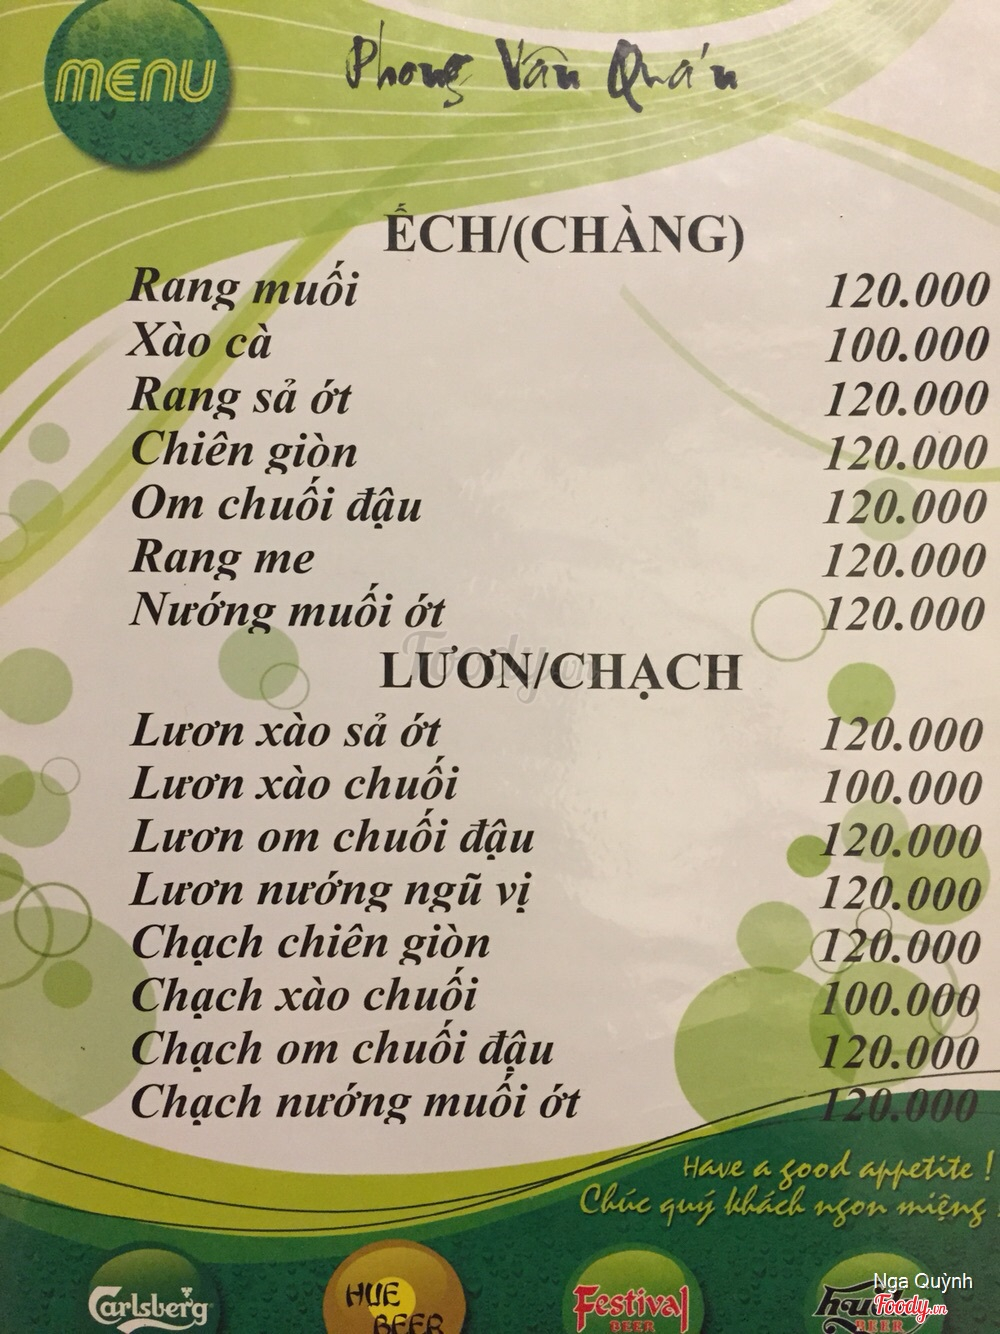 MENU
Phong Vân Quán
ẾCH/(CHÀNG)
Rang muối 120.000
Xào cà 100.000
Rang sả ớt 120.000
Chiên giòn 120.000
Om chuối đậu 120.000
Rang me 120.000
Nướng muối ớt 120.000
Foody.vn
LƯƠN/CHẠCH
Lươn xào sả ớt 120.000
Lươn xào chuối 100.000
Lươn om chuối đậu 120.000
Lươn nướng ngũ vị 120.000
Chạch chiên giòn 120.000
Chạch xào chuối 100.000
Chạch om chuối đậu 120.000
Chạch nướng muối ớt 120.000
Have a good appetite !
Chúc quý khách ngon miệng !
Carlsberg
HUE BEER
Festival BEER
Huda BEER
Nga Quỳnh
Foody.vn